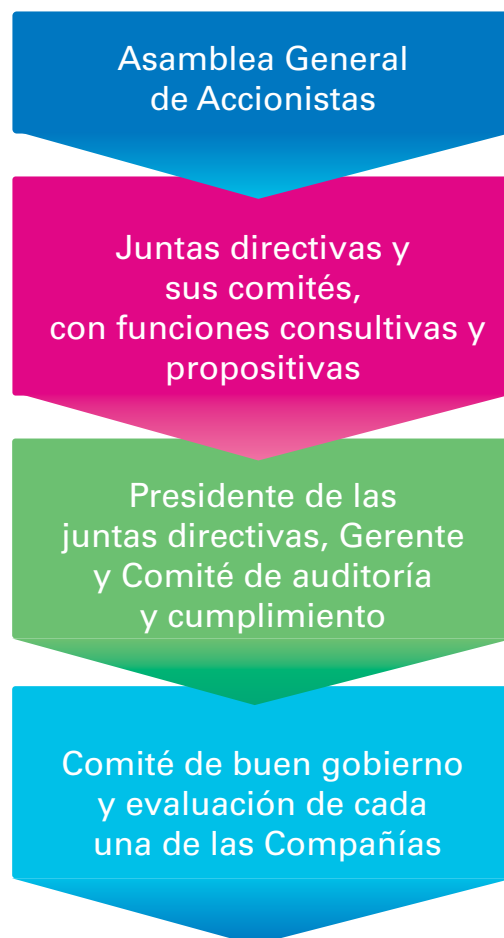 Asamblea General
de Accionistas
Juntas directivas y
sus comités,
con funciones consultivas y
propositivas
Presidente de las
juntas directivas, Gerente
y Comité de auditoría
y cumplimiento
Comité de buen gobierno
y evaluación de cada
una de las Compañías